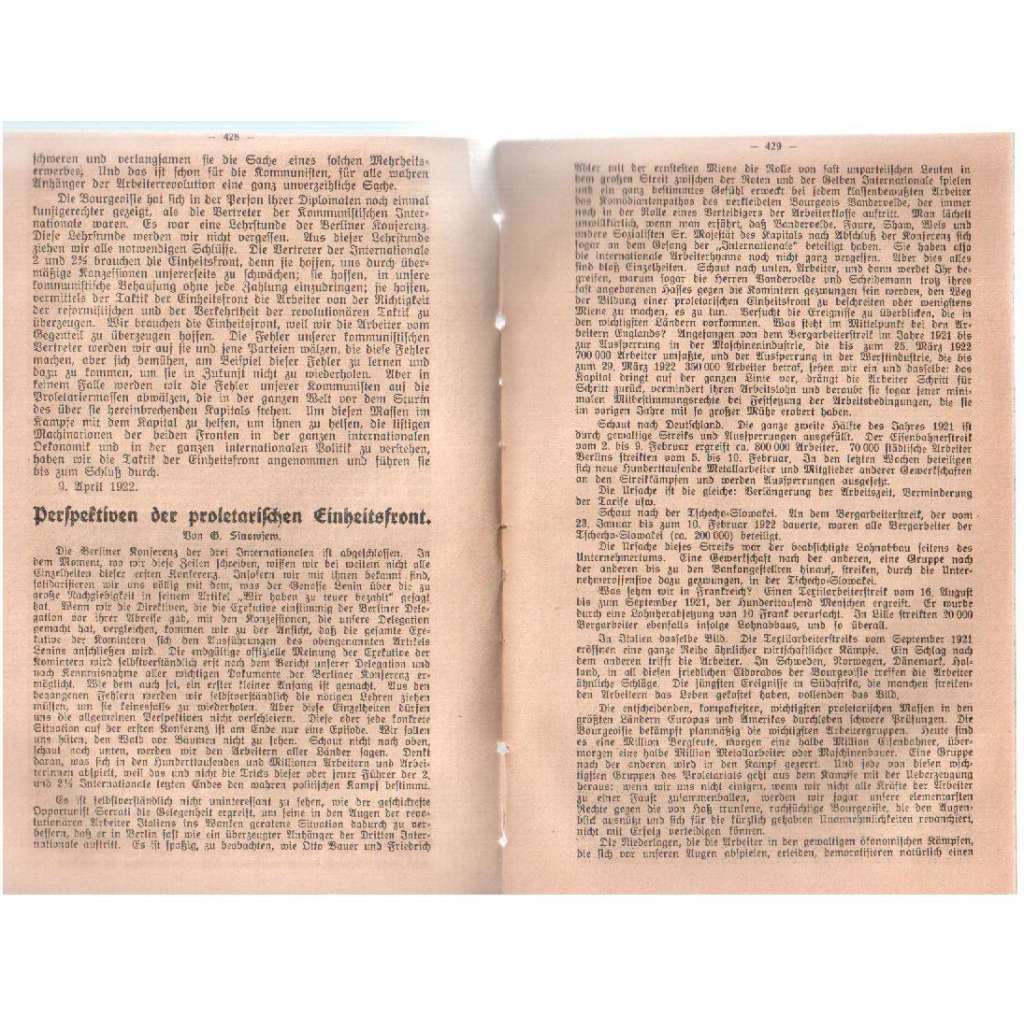 — 428 —
schweren und verlangsamen sie die Sache eines solchen Mehrheits-
erwerbes. Und das ist schon für die Kommunisten, für alle wahren
Anhänger der Arbeiterrevolution eine ganz unverzeihliche Sache.
Die Bourgeoisie hat sich in der Person ihrer Diplomaten noch einmal
kunstgerechter gezeigt, als die Vertreter der Kommunistischen Inter-
nationale waren. Es war eine Lehrstunde der Berliner Konferenz.
Diese Lehrstunde werden wir nicht vergessen. Aus dieser Lehrstunde
ziehen wir alle notwendigen Schlüsse. Die Vertreter der Internationale
2 und 2½ brauchen die Einheitsfront, denn sie hoffen, uns durch über-
mäßige Konzessionen unsererseits zu schwächen; sie hoffen, in unsere
kommunistische Behausung ohne jede Zahlung einzudringen; sie hoffen,
vermittels der Taktik der Einheitsfront die Arbeiter von der Richtigkeit
der reformistischen und der Verkehrtheit der revolutionären Taktik zu
überzeugen. Wir brauchen die Einheitsfront, weil wir die Arbeiter vom
Gegenteil zu überzeugen hoffen. Die Fehler unserer kommunistischen
Vertreter werden wir auf sie und jene Parteien wälzen, die diese Fehler
machen, aber sich bemühen, am Beispiel dieser Fehler zu lernen und
dazu zu kommen, um sie in Zukunft nicht zu wiederholen. Aber in
keinem Falle werden wir die Fehler unserer Kommunisten auf die
Proletariermassen abwälzen, die in der ganzen Welt vor dem Sturm
des über sie hereinbrechenden Kapitals stehen. Um diesen Massen im
Kampfe mit dem Kapital zu helfen, um ihnen zu helfen, die listigen
Machinationen der beiden Fronten in der ganzen internationalen
Oekonomik und in der ganzen internationalen Politik zu verstehen,
haben wir die Taktik der Einheitsfront angenommen und führen sie
bis zum Schluß durch.
9. April 1922.
Perspektiven der proletarischen Einheitsfront.
Von G. Sinowjew.
Die Berliner Konferenz der drei Internationalen ist abgeschlossen. In
dem Moment, wo wir diese Zeilen schreiben, wissen wir bei weitem nicht alle
Einzelheiten dieser ersten Konferenz. Insofern wir mit ihnen bekannt sind,
solidarisieren wir uns völlig mit dem, was der Genosse Lenin über die zu
große Nachgiebigkeit in seinem Artikel „Wir haben zu teuer bezahlt" gesagt
hat. Wenn wir die Direktiven, die die Exekutive einstimmig der Berliner Dele-
gation vor ihrer Abreise gab, mit den Konzessionen, die unsere Delegation
gemacht hat, vergleichen, kommen wir zu der Ansicht, daß die gesamte Exe-
kutive der Komintern sich den Ausführungen des obengenannten Artikels
Lenins anschließen wird. Die endgültige offizielle Meinung der Exekutive der
Komintern wird selbstverständlich erst nach dem Bericht unserer Delegation und
nach Kenntnisnahme aller wichtigen Dokumente der Berliner Konferenz er-
möglicht. Wie dem auch sei, ein erster kleiner Anfang ist gemacht. Aus den
begangenen Fehlern werden wir selbstverständlich die nötigen Lehren ziehen
müssen, um sie keinenfalls zu wiederholen. Aber diese Einzelheiten dürfen
uns die allgemeinen Perspektiven nicht verschleiern. Diese oder jede konkrete
Situation auf der ersten Konferenz ist am Ende nur eine Episode. Wir sollen
uns hüten, den Wald vor Bäumen nicht zu sehen. Schaut nicht nach oben,
schaut nach unten, werden wir den Arbeitern aller Länder sagen. Denkt
daran, was sich in den Hunderttausenden und Millionen Arbeitern und Arbei-
terinnen abspielt, weil das und nicht die Tricks dieser oder jener Führer der 2.
und 2½ Internationale letzten Endes den wahren politischen Kampf bestimmt.
Es ist selbstverständlich nicht uninteressant zu sehen, wie der geschickteste
Opportunist Serrati die Gelegenheit ergreift, um seine in den Augen der revo-
lutionären Arbeiter Italiens ins Wanken geratene Situation dadurch zu ver-
bessern, daß er in Berlin fast wie ein überzeugter Anhänger der Dritten Inter-
nationale auftritt. Es ist spaßig, zu beobachten, wie Otto Bauer und Friedrich
— 429 —
Adler mit der ernstesten Miene die Rolle von fast unparteiischen Leuten in
dem großen Streit zwischen der Roten und der Gelben Internationale spielen
und ein ganz bestimmtes Gefühl erweckt bei jedem klassenbewußten Arbeiter
das Komödiantenpathos des verkleideten Bourgeois Vandervelde, der immer
noch in der Rolle eines Verteidigers der Arbeiterklasse auftritt. Man lächelt
unwillkürlich, wenn man erfährt, daß Vandervelde, Faure, Shaw, Wels und
andere Sozialisten Sr. Majestät des Kapitals nach Abschluß der Konferenz sich
sogar an dem Gesang der „Internationale" beteiligt haben. Sie haben also
die internationale Arbeiterhymne noch nicht ganz vergessen. Aber dies alles
sind bloß Einzelheiten. Schaut nach unten, Arbeiter, und dann werdet Ihr be-
greifen, warum sogar die Herren Vandervelde und Scheidemann trotz ihres
fast angeborenen Hasses gegen die Komintern gezwungen sein werden, den Weg
der Bildung einer proletarischen Einheitsfront zu beschreiten oder wenigstens
Miene zu machen, es zu tun. Versucht die Ereignisse zu überblicken, die in
den wichtigsten Ländern vorkommen. Was steht im Mittelpunkt bei den Ar-
beitern Englands? Angefangen von dem Bergarbeiterstreik im Jahre 1921 bis
zur Aussperrung in der Maschinenindustrie, die bis zum 25. März 1922
700 000 Arbeiter umfaßte, und der Aussperrung in der Werftindustrie, die bis
zum 29. März 1922 350 000 Arbeiter betraf, sehen wir ein und dasselbe: das
Kapital dringt auf der ganzen Linie vor, drängt die Arbeiter Schritt für
Schritt zurück, vermindert ihren Arbeitslohn und beraubt sie sogar jener mini-
malen Mitbestimmungsrechte bei Festsetzung der Arbeitsbedingungen, die sie
im vorigen Jahre mit so großer Mühe erobert haben.
Schaut nach Deutschland. Die ganze zweite Hälfte des Jahres 1921 ist
durch gewaltige Streiks und Aussperrungen ausgefüllt. Der Eisenbahnerstreik
vom 2. bis 9. Februar ergreift ca. 800 000 Arbeiter. 70 000 städtische Arbeiter
Berlins streikten vom 5. bis 10. Februar. In den letzten Wochen beteiligen
sich neue Hunderttausende Metallarbeiter und Mitglieder anderer Gewerkschaften
an den Streikkämpfen und werden Aussperrungen ausgesetzt.
Die Ursache ist die gleiche: Verlängerung der Arbeitszeit, Verminderung
der Tarife usw.
Schaut nach der Tschecho-Slowakei. An dem Bergarbeiterstreik, der vom
23. Januar bis zum 10. Februar 1922 dauerte, waren alle Bergarbeiter der
Tschecho-Slowakei (ca. 200 000) beteiligt.
Die Ursache dieses Streiks war der beabsichtigte Lohnabbau seitens des
Unternehmertums. Eine Gewerkschaft nach der anderen, eine Gruppe nach
der anderen bis zu den Bankangestellten hinauf, streiken, durch die Unter-
nehmeroffensive dazu gezwungen, in der Tschecho-Slowakei.
Was sehen wir in Frankreich? Einen Textilarbeiterstreik vom 16. August
bis zum September 1921, der Hunderttausend Menschen ergreift. Er wurde
durch eine Lohnherabsetzung von 10 Frank verursacht. In Lille streikten 20 000
Bergarbeiter ebenfalls infolge Lohnabbaus, und so überall.
In Italien dasselbe Bild. Die Textilarbeiterstreiks vom September 1921
eröffnen eine ganze Reihe ähnlicher wirtschaftlicher Kämpfe. Ein Schlag nach
dem anderen trifft die Arbeiter. In Schweden, Norwegen, Dänemark, Hol-
land, in all diesen friedlichen Eldorados der Bourgeoisie treffen die Arbeiter
ähnliche Schläge. Die jüngsten Ereignisse in Südafrika, die manchen streiken-
den Arbeitern das Leben gekostet haben, vollenden das Bild.
Die entscheidenden, kompaktesten, wichtigsten proletarischen Massen in den
größten Ländern Europas und Amerikas durchleben schwere Prüfungen. Die
Bourgeoisie bekämpft planmäßig die wichtigsten Arbeitergruppen. Heute sind
es eine Million Bergleute, morgen eine halbe Million Eisenbahner, über-
morgen eine halbe Million Metallarbeiter oder Maschinenbauer. Eine Gruppe
nach der anderen wird in den Kampf gezerrt. Und jede von diesen wich-
tigsten Gruppen des Proletariats geht aus dem Kampfe mit der Ueberzeugung
heraus: wenn wir uns nicht einigen, wenn wir nicht alle Kräfte der Arbeiter
zu einer Faust zusammenballen, werden wir sogar unsere elementarsten
Rechte gegen die von Haß trunkene, rachsüchtige Bourgeoisie, die den Augen-
blick ausnützt und sich für die kürzlich gehabten Unannehmlichkeiten revanchiert,
nicht mit Erfolg verteidigen können.
Die Niederlagen, die die Arbeiter in den gewaltigen ökonomischen Kämpfen,
die sich vor unseren Augen abspielen, erleiden, demoralisieren natürlich einen